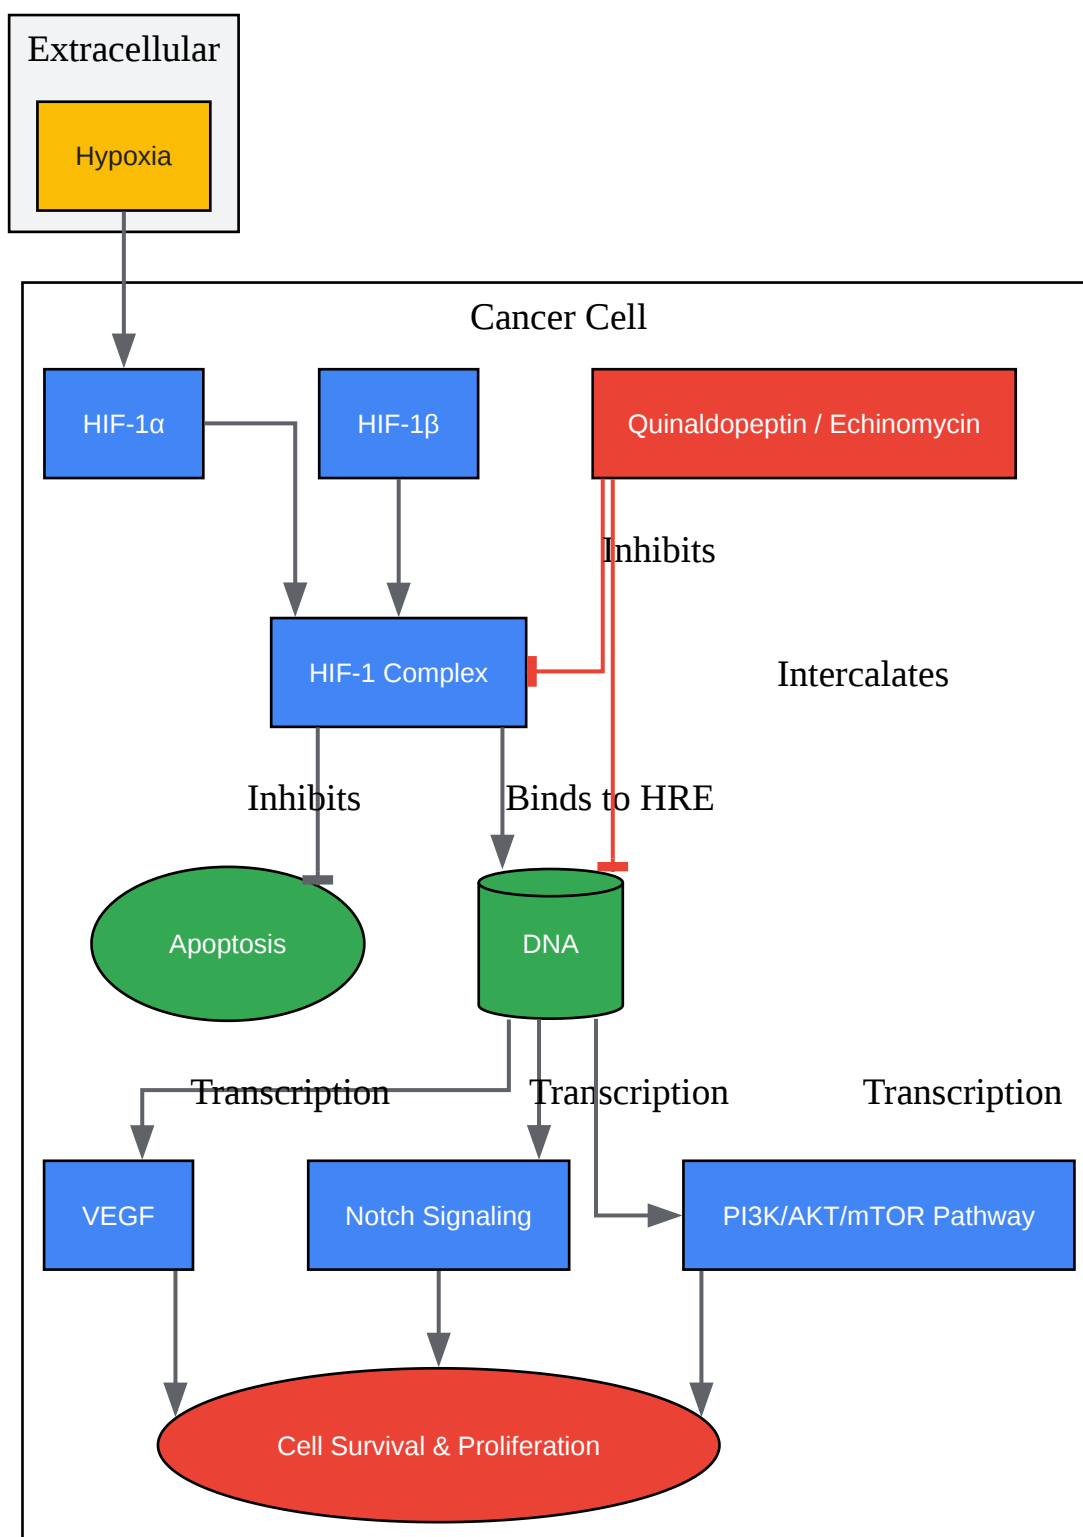 Extracellular
Hypoxia
Cancer Cell
HIF-1α
HIF-1β
Quinaldopeptin / Echinomycin
Inhibits
HIF-1 Complex
Intercalates
Inhibits
Binds to HRE
Apoptosis
DNA
Transcription
Transcription
Transcription
VEGF
Notch Signaling
PI3K/AKT/mTOR Pathway
Cell Survival & Proliferation